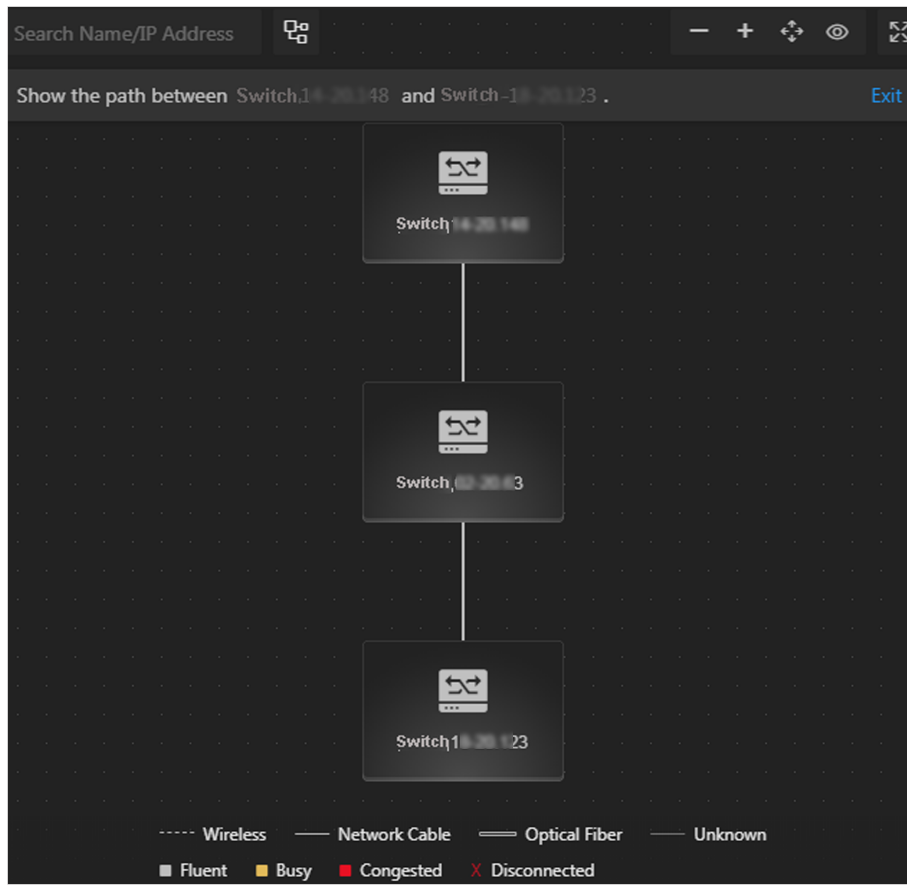 Search Name/IP Address
Show the path between Switch and Switch .
Exit
Switch
Switch
Switch
Wireless Network Cable Optical Fiber Unknown
Fluent Busy Congested X Disconnected